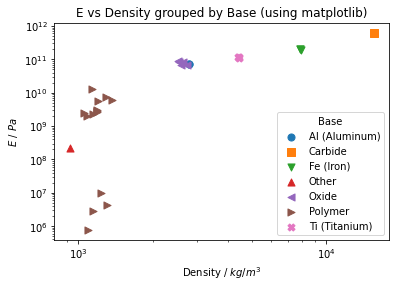 E vs Density grouped by Base (using matplotlib)
10¹²
10¹¹
10¹⁰
10⁹
10⁸
10⁷
10⁶
E / Pa
Base
Al (Aluminum)
Carbide
Fe (Iron)
Other
Oxide
Polymer
Ti (Titanium)
10³
10⁴
Density / kg/m³